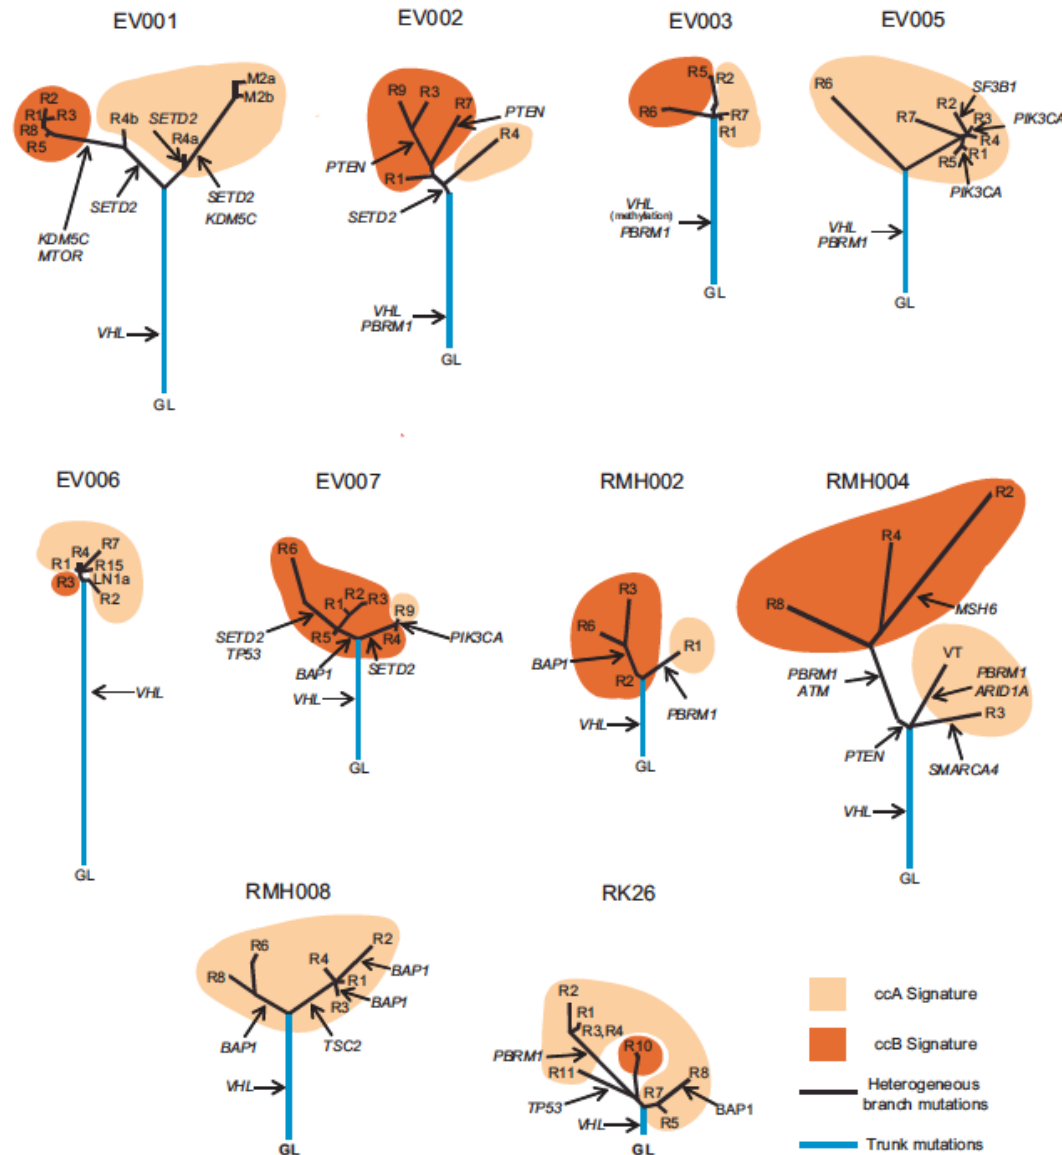 EV001
EV002
EV003
EV005
M2a
M2b
R2
R1
R3
R8
R5
R4b
SETD2
R4a
SETD2
SETD2
KDM5C
KDM5C
MTOR
VHL
GL
R9
R3
R7
PTEN
R4
PTEN
R1
SETD2
VHL
PBRM1
GL
R5
R2
R6
R7
R1
VHL
(methylation)
PBRM1
GL
R6
SF3B1
R2
R7
R3
PIK3CA
R4
R1
R5
PIK3CA
VHL
PBRM1
GL
EV006
EV007
RMH002
RMH004
R7
R4
R1
R15
R3
LN1a
R2
VHL
GL
R6
R2
R1
R3
R9
SETD2
TP53
R5
R4
PIK3CA
BAP1
SETD2
VHL
GL
R3
R6
R1
BAP1
R2
PBRM1
VHL
GL
R2
R4
R8
MSH6
VT
PBRM1
ARID1A
PBRM1
ATM
R3
PTEN
SMARCA4
VHL
GL
RMH008
RK26
R6
R2
R4
R8
R1
BAP1
BAP1
R3
BAP1
TSC2
VHL
GL
R2
R1
R3,R4
R10
PBRM1
R11
R8
R7
TP53
BAP1
VHL
R5
GL
ccA Signature
ccB Signature
Heterogeneous
branch mutations
Trunk mutations